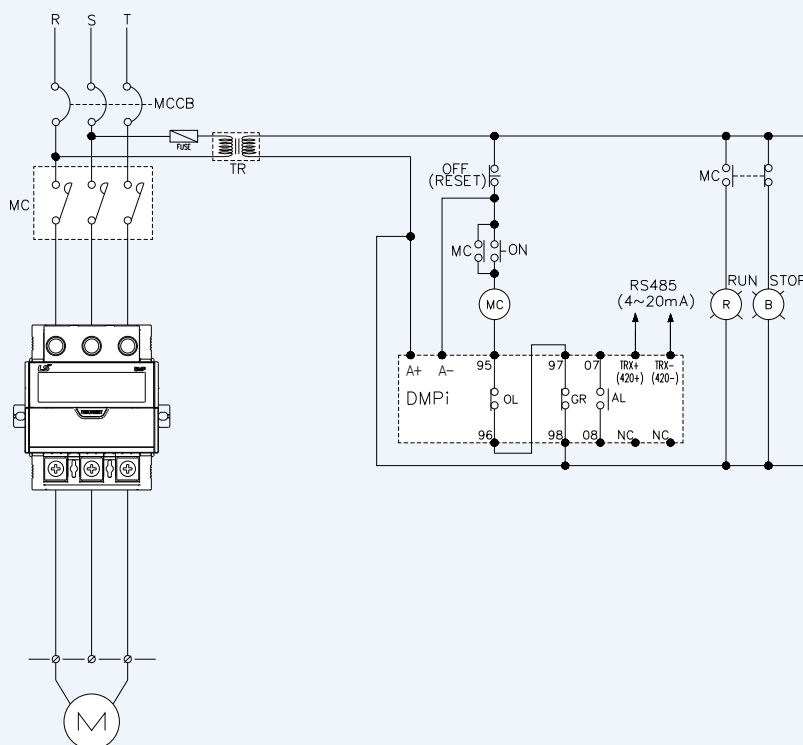 R S T
MCCB
FUSE
TR
MC
OFF
(RESET)
MC ON
MC
MC
RUN STOP
R B
RS485
(4~20mA)
A+ A- 95 97 07 TRX+ TRX-
(420+) (420-)
DMPi
OL GR AL
96 98 08 NC NC
LS DMP
M